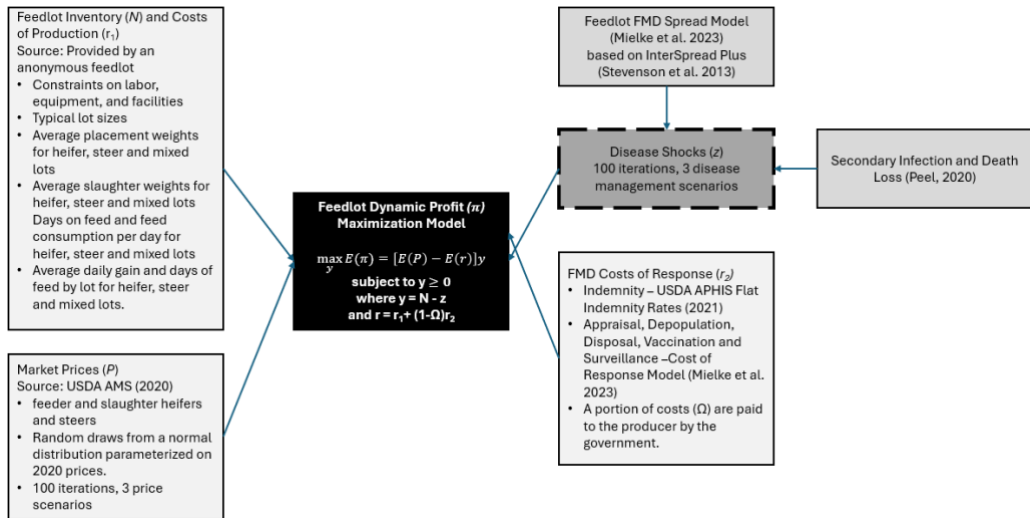 Feedlot Inventory (N) and Costs
of Production (r₁)
Source: Provided by an
anonymous feedlot
• Constraints on labor,
equipment, and facilities
• Typical lot sizes
• Average placement weights
for heifer, steer and mixed
lots
• Average slaughter weights for
heifer, steer and mixed lots
Days on feed and feed
consumption per day for
heifer, steer and mixed lots
• Average daily gain and days of
feed by lot for heifer, steer
and mixed lots.
Market Prices (P)
Source: USDA AMS (2020)
• feeder and slaughter heifers
and steers
• Random draws from a normal
distribution parameterized on
2020 prices.
• 100 iterations, 3 price
scenarios
Feedlot Dynamic Profit (π)
Maximization Model
max E(π) = [E(P) − E(r)]y
y
subject to y ≥ 0
where y = N - z
and r = r₁+ (1-Ω)r₂
Feedlot FMD Spread Model
(Mielke et al. 2023)
based on InterSpread Plus
(Stevenson et al. 2013)
Disease Shocks (z)
100 iterations, 3 disease
management scenarios
Secondary Infection and Death
Loss (Peel, 2020)
FMD Costs of Response (r₂)
• Indemnity – USDA APHIS Flat
Indemnity Rates (2021)
• Appraisal, Depopulation,
Disposal, Vaccination and
Surveillance –Cost of
Response Model (Mielke et al.
2023)
• A portion of costs (Ω) are paid
to the producer by the
government.